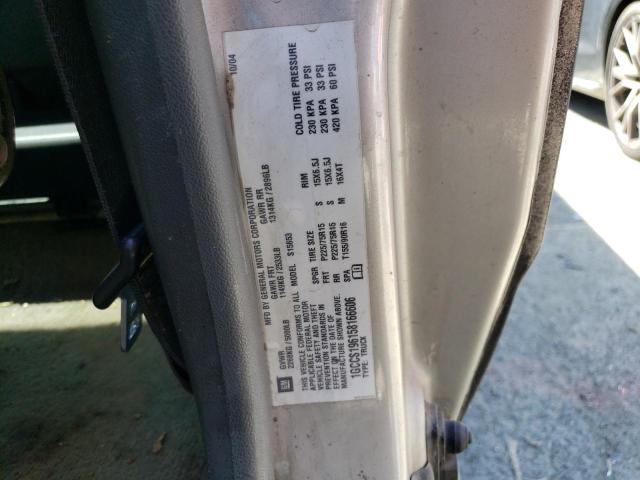 MFD BY GENERAL MOTORS CORPORATION 10/04
GM GVWR GAWR FRT GAWR RR
2268KG / 5000LB 1149KG / 2533LB 1314KG / 2896LB
THIS VEHICLE CONFORMS TO ALL
APPLICABLE FEDERAL MOTOR
VEHICLE SAFETY AND THEFT
PREVENTION STANDARDS IN
EFFECT ON THE DATE OF
MANUFACTURE SHOWN ABOVE.
1GCCS196158166606
TYPE: TRUCK
MODEL S15653
SPGR TIRE SIZE RIM COLD TIRE PRESSURE
FRT P225/75R15 S 15X6.5J 230 KPA 33 PSI
RR P225/75R15 S 15X6.5J 230 KPA 33 PSI
SPA T155/90R16 M 16X4T 420 KPA 60 PSI